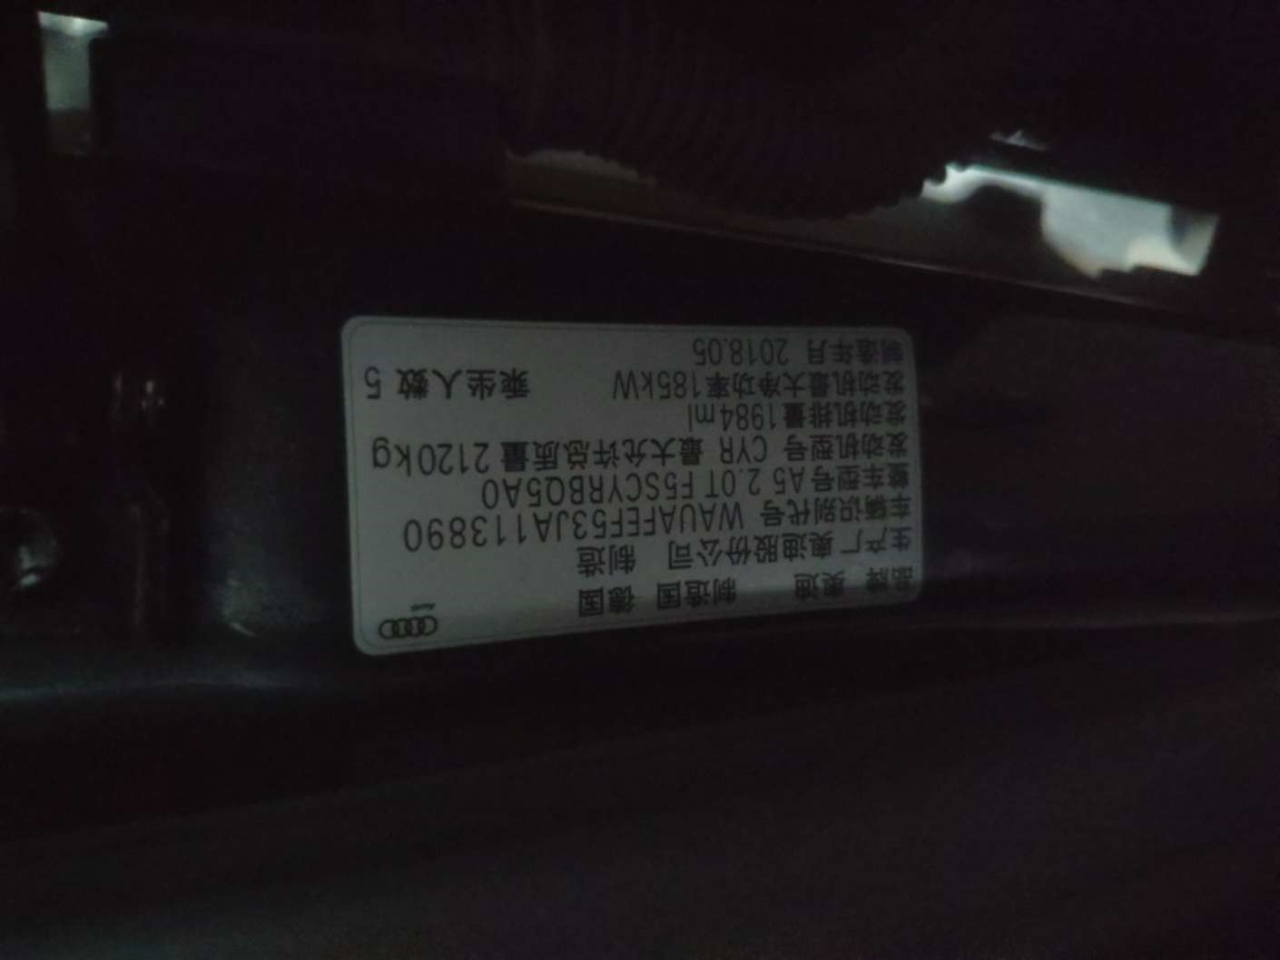 品牌 奥迪 制造国 德国
生产厂奥迪股份公司 制造
车辆识别代号 WAUAFEF53JA113890
整车型号A5 2.0T F5SCYRBQ5A0
发动机型号 CYR 最大允许总质量 2120kg
发动机排量1984ml
发动机最大净功率185kW 乘坐人数 5
制造年月 2018.05